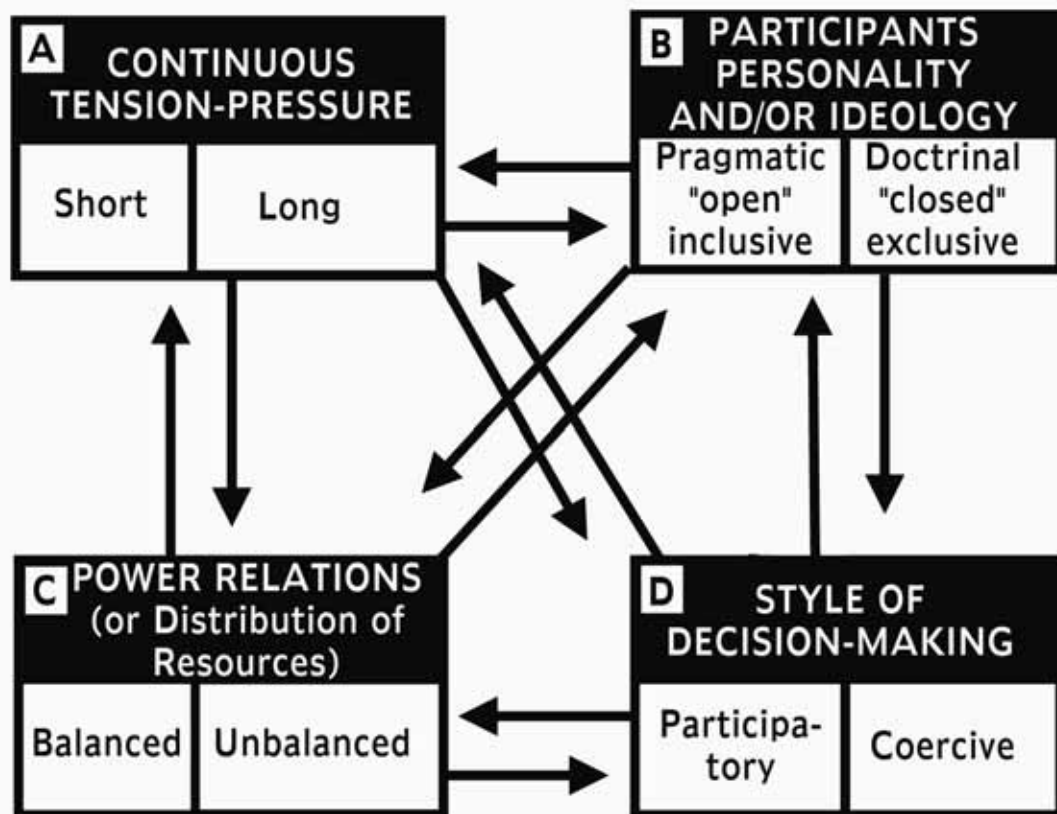 A
CONTINUOUS
TENSION-PRESSURE
Short
Long
B
PARTICIPANTS
PERSONALITY
AND/OR IDEOLOGY
Pragmatic
"open"
inclusive
Doctrinal
"closed"
exclusive
C
POWER RELATIONS
(or Distribution of
Resources)
Balanced
Unbalanced
D
STYLE OF
DECISION-MAKING
Participa-
tory
Coercive